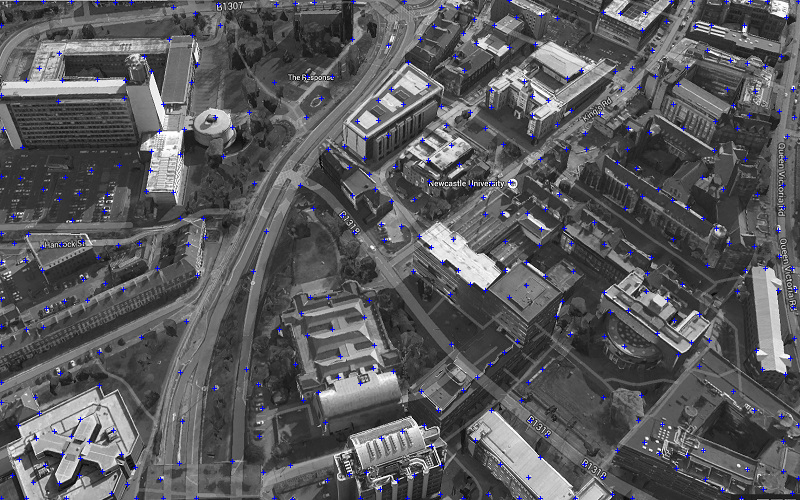 B1307
The Response
King's Rd
Queen Victoria Rd
Newcastle University
B1318
Hancock St
Queen Victoria Rd
B1318
B1318